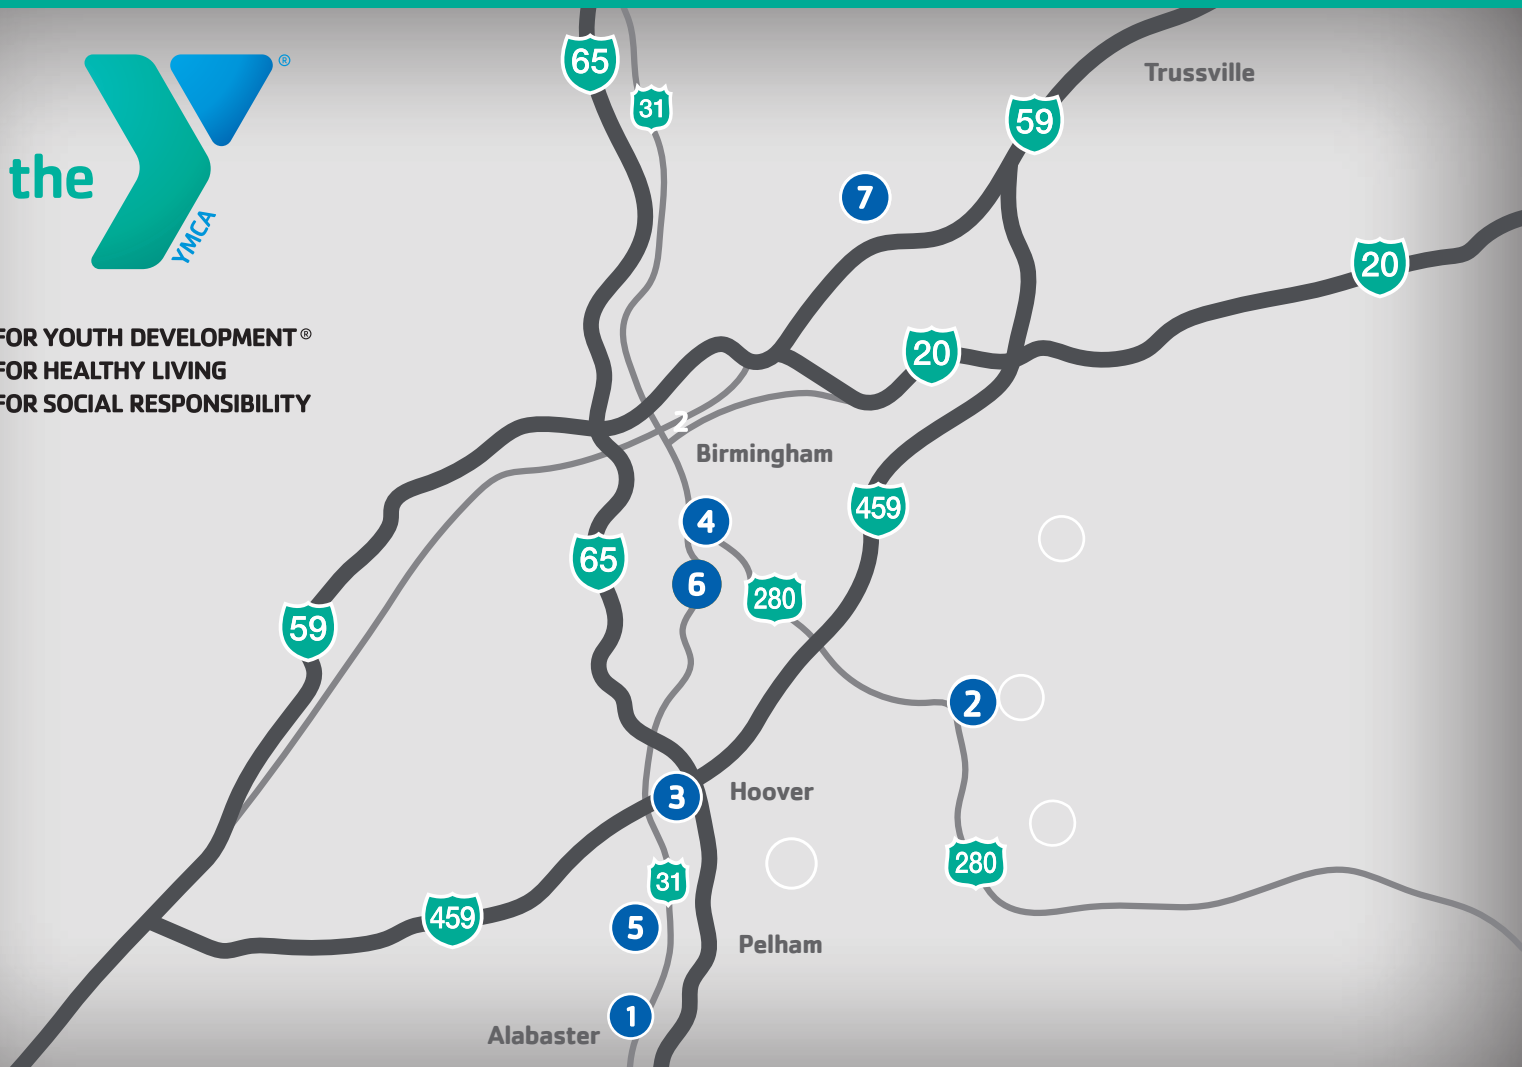 65
31
Trussville
59
®
the
YMCA
7
20
FOR YOUTH DEVELOPMENT®
FOR HEALTHY LIVING
FOR SOCIAL RESPONSIBILITY
20
2
Birmingham
459
4
65
6
280
59
2
3
Hoover
280
31
459
5
Pelham
1
Alabaster